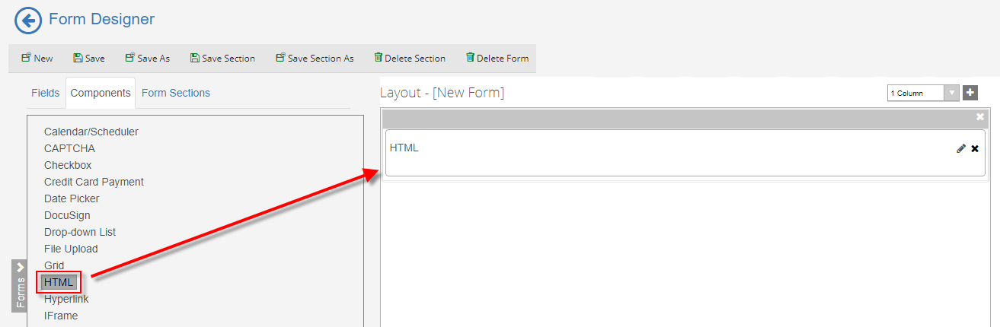 Form Designer
New Save Save As Save Section Save Section As Delete Section Delete Form
Fields Components Form Sections
Layout - [New Form] 1 Column
Calendar/Scheduler
CAPTCHA
Checkbox
Credit Card Payment
Date Picker
DocuSign
Drop-down List
File Upload
Grid
HTML
Hyperlink
IFrame
Forms
HTML